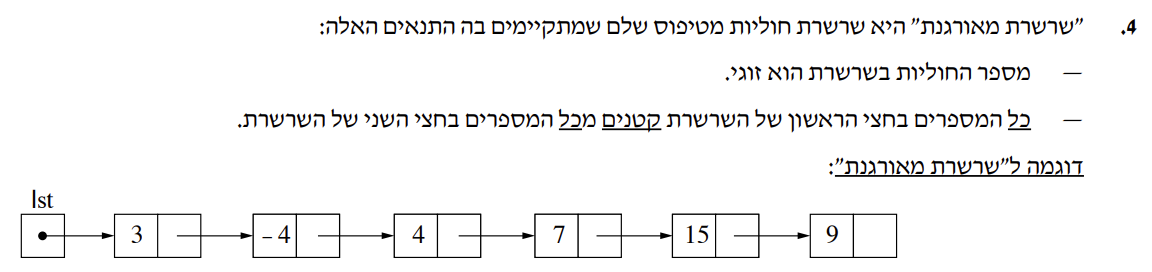 4. "שרשרת מאורגנת" היא שרשרת חוליות מטיפוס שלם שמתקיימים בה התנאים האלה:
— מספר החוליות בשרשרת הוא זוגי.
— כל המספרים בחצי הראשון של השרשרת קטנים מכל המספרים בחצי השני של השרשרת.
דוגמה ל"שרשרת מאורגנת":
lst
3 – 4 4 7 15 9